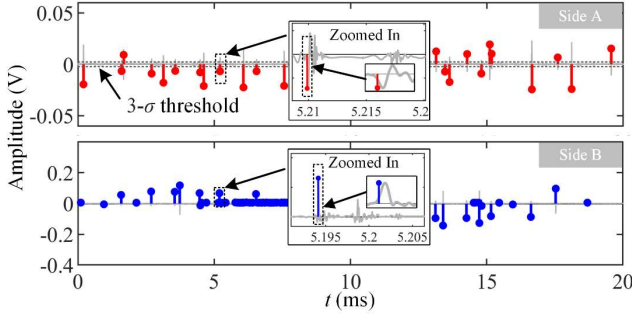 0.05
Side A
Zoomed In
0
3-σ threshold
5.21
5.215
5.2
-0.05
Amplitude (V)
Side B
0.2
Zoomed In
0
-0.2
5.195
5.2
5.205
-0.4
0
5
10
15
20
t (ms)